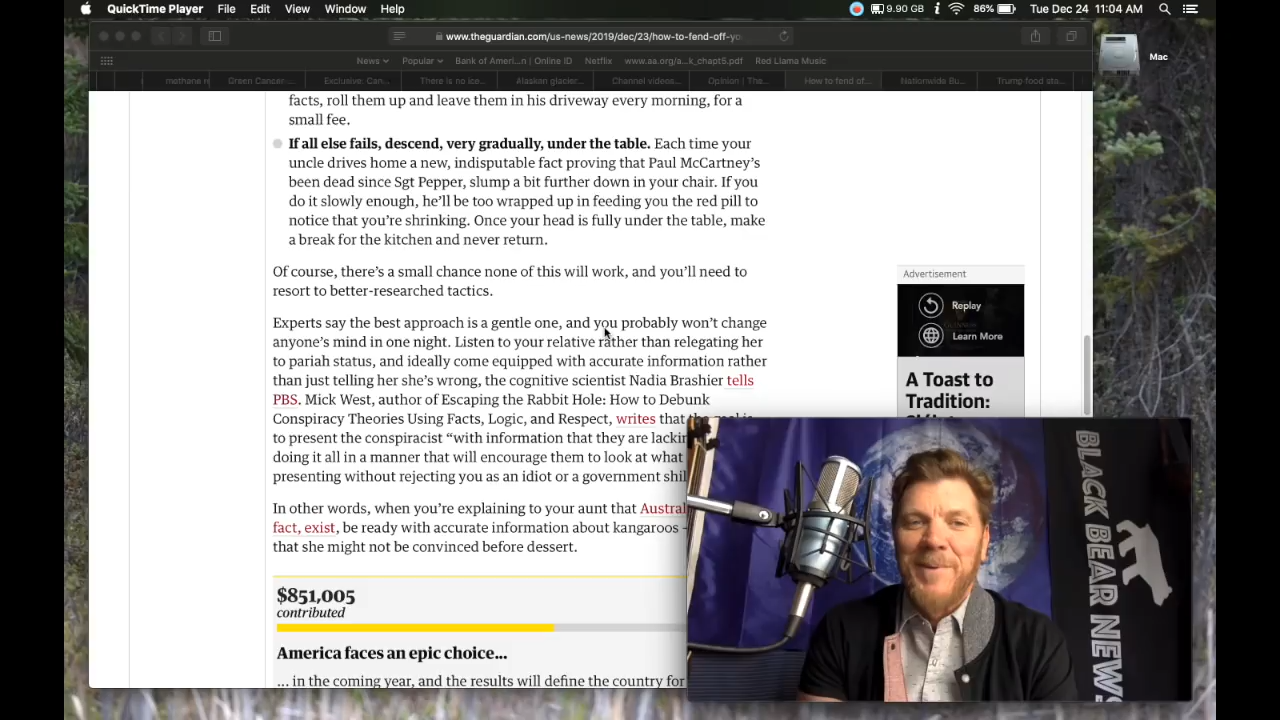 QuickTime Player File Edit View Window Help 9.90 GB 86% Tue Dec 24 11:04 AM
www.theguardian.com/us-news/2019/dec/23/how-to-fend-off-yo
News Popular Bank of Ameri...n | Online ID Netflix www.aa.org/a...k_chapt5.pdf Red Llama Music
methane re Green Cancer-... Exclusive: Can... There is no ice... Alaskan glacier... Channel videos... Opinion | The... How to fend of... Nationwide Bu... Trump food sta...
Mac
facts, roll them up and leave them in his driveway every morning, for a
small fee.
If all else fails, descend, very gradually, under the table. Each time your
uncle drives home a new, indisputable fact proving that Paul McCartney’s
been dead since Sgt Pepper, slump a bit further down in your chair. If you
do it slowly enough, he’ll be too wrapped up in feeding you the red pill to
notice that you’re shrinking. Once your head is fully under the table, make
a break for the kitchen and never return.
Of course, there’s a small chance none of this will work, and you’ll need to
resort to better-researched tactics.
Experts say the best approach is a gentle one, and you probably won’t change
anyone’s mind in one night. Listen to your relative rather than relegating her
to pariah status, and ideally come equipped with accurate information rather
than just telling her she’s wrong, the cognitive scientist Nadia Brashier tells
PBS. Mick West, author of Escaping the Rabbit Hole: How to Debunk
Conspiracy Theories Using Facts, Logic, and Respect, writes that
to present the conspiracist “with information that they are lackin
doing it all in a manner that will encourage them to look at what
presenting without rejecting you as an idiot or a government shil
In other words, when you’re explaining to your aunt that Austral
fact, exist, be ready with accurate information about kangaroos –
that she might not be convinced before dessert.
$851,005
contributed
America faces an epic choice...
... in the coming year, and the results will define the country for
Advertisement
Replay
Learn More
A Toast to
Tradition:
BLACK BEAR NEWS